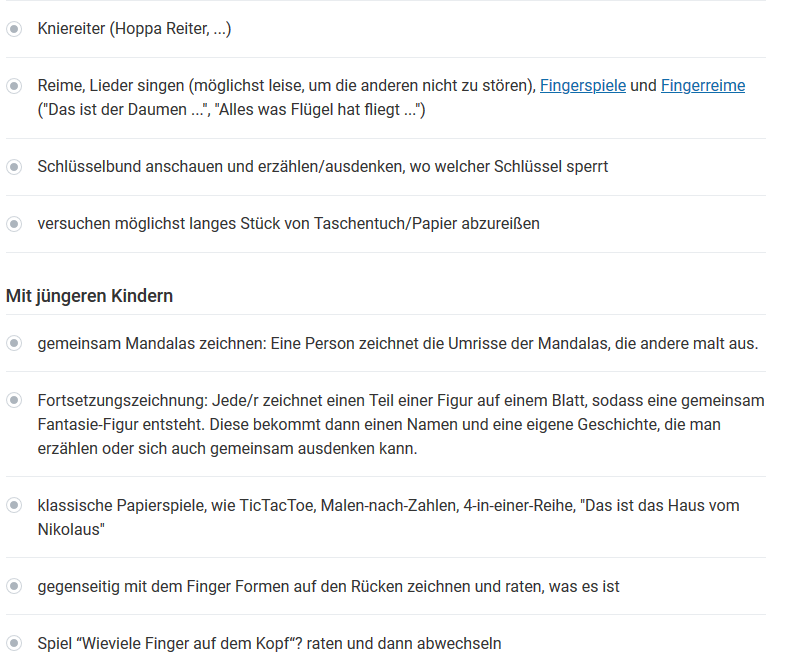 Kniereiter (Hoppa Reiter, ...)
Reime, Lieder singen (möglichst leise, um die anderen nicht zu stören), Fingerspiele und Fingerreime
("Das ist der Daumen ...", "Alles was Flügel hat fliegt ...")
Schlüsselbund anschauen und erzählen/ausdenken, wo welcher Schlüssel sperrt
versuchen möglichst langes Stück von Taschentuch/Papier abzureißen
Mit jüngeren Kindern
gemeinsam Mandalas zeichnen: Eine Person zeichnet die Umrisse der Mandalas, die andere malt aus.
Fortsetzungszeichnung: Jede/r zeichnet einen Teil einer Figur auf einem Blatt, sodass eine gemeinsam
Fantasie-Figur entsteht. Diese bekommt dann einen Namen und eine eigene Geschichte, die man
erzählen oder sich auch gemeinsam ausdenken kann.
klassische Papierspiele, wie TicTacToe, Malen-nach-Zahlen, 4-in-einer-Reihe, "Das ist das Haus vom
Nikolaus"
gegenseitig mit dem Finger Formen auf den Rücken zeichnen und raten, was es ist
Spiel “Wieviele Finger auf dem Kopf“? raten und dann abwechseln